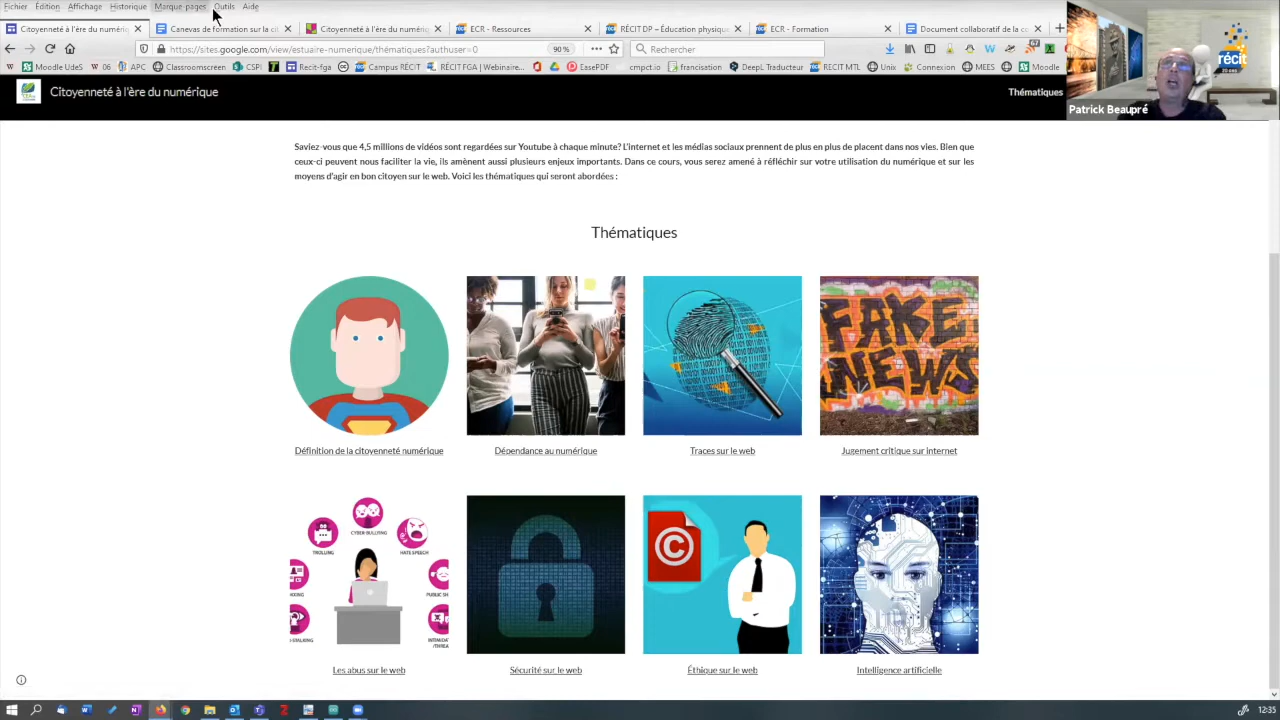 Fichier Édition Affichage Historique Marque-pages Outils Aide
Citoyenneté à l'ère du numérique
Canevas de formation sur la cit
Citoyenneté à l'ère du numériq
ECR - Ressources
RÉCIT DP – Éducation physique
ECR - Formation
Document collaboratif de la c
https://sites.google.com/view/estuaire-numerique/thématiques?authuser=0
90 %
Rechercher
Moodle UdeS
W 06
APC
Classroomscreen
CSPI
Recit-fga
Campus RÉCIT
RÉCIT FGA | Webinaire...
EssePDF
cmpct.io
francisation
DeepL Traducteur
RÉCIT MTL
Unix
Connexion
MEES
Moodle
récit
20 ans
Patrick Beaupré
Citoyenneté à l'ère du numérique
Thématiques
Saviez-vous que 4,5 millions de vidéos sont regardées sur Youtube à chaque minute? L'internet et les médias sociaux prennent de plus en plus de placent dans nos vies. Bien que
ceux-ci peuvent nous faciliter la vie, ils amènent aussi plusieurs enjeux importants. Dans ce cours, vous serez amené à réfléchir sur votre utilisation du numérique et sur les
moyens d'agir en bon citoyen sur le web. Voici les thématiques qui seront abordées :
Thématiques
FAKE
NEWS
Définition de la citoyenneté numérique
Dépendance au numérique
Traces sur le web
Jugement critique sur internet
CYBER-BULLYING
TROLLING
HATE SPEECH
PUBLIC SH
Les abus sur le web
Sécurité sur le web
Éthique sur le web
Intelligence artificielle
12:35